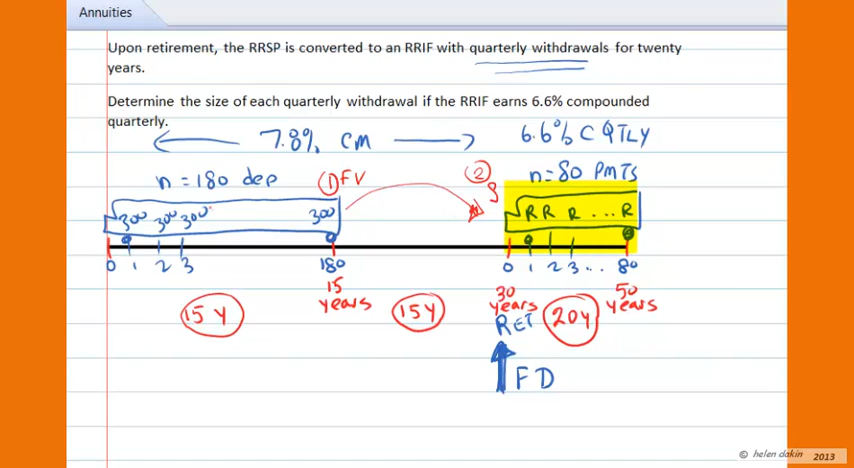 Annuities
Upon retirement, the RRSP is converted to an RRIF with quarterly withdrawals for twenty
years.
Determine the size of each quarterly withdrawal if the RRIF earns 6.6% compounded
quarterly.
7.8% CM 6.6% C QTLY
n = 180 dep ① FV ② n = 80 PMTS
300 300 300 300 RR R ... R
0 1 2 3 180 0 1 2 3 ... 80
15 years 30 years 50 years
15 Y 15 Y RET 20 Y
FD
© helen dakin 2013